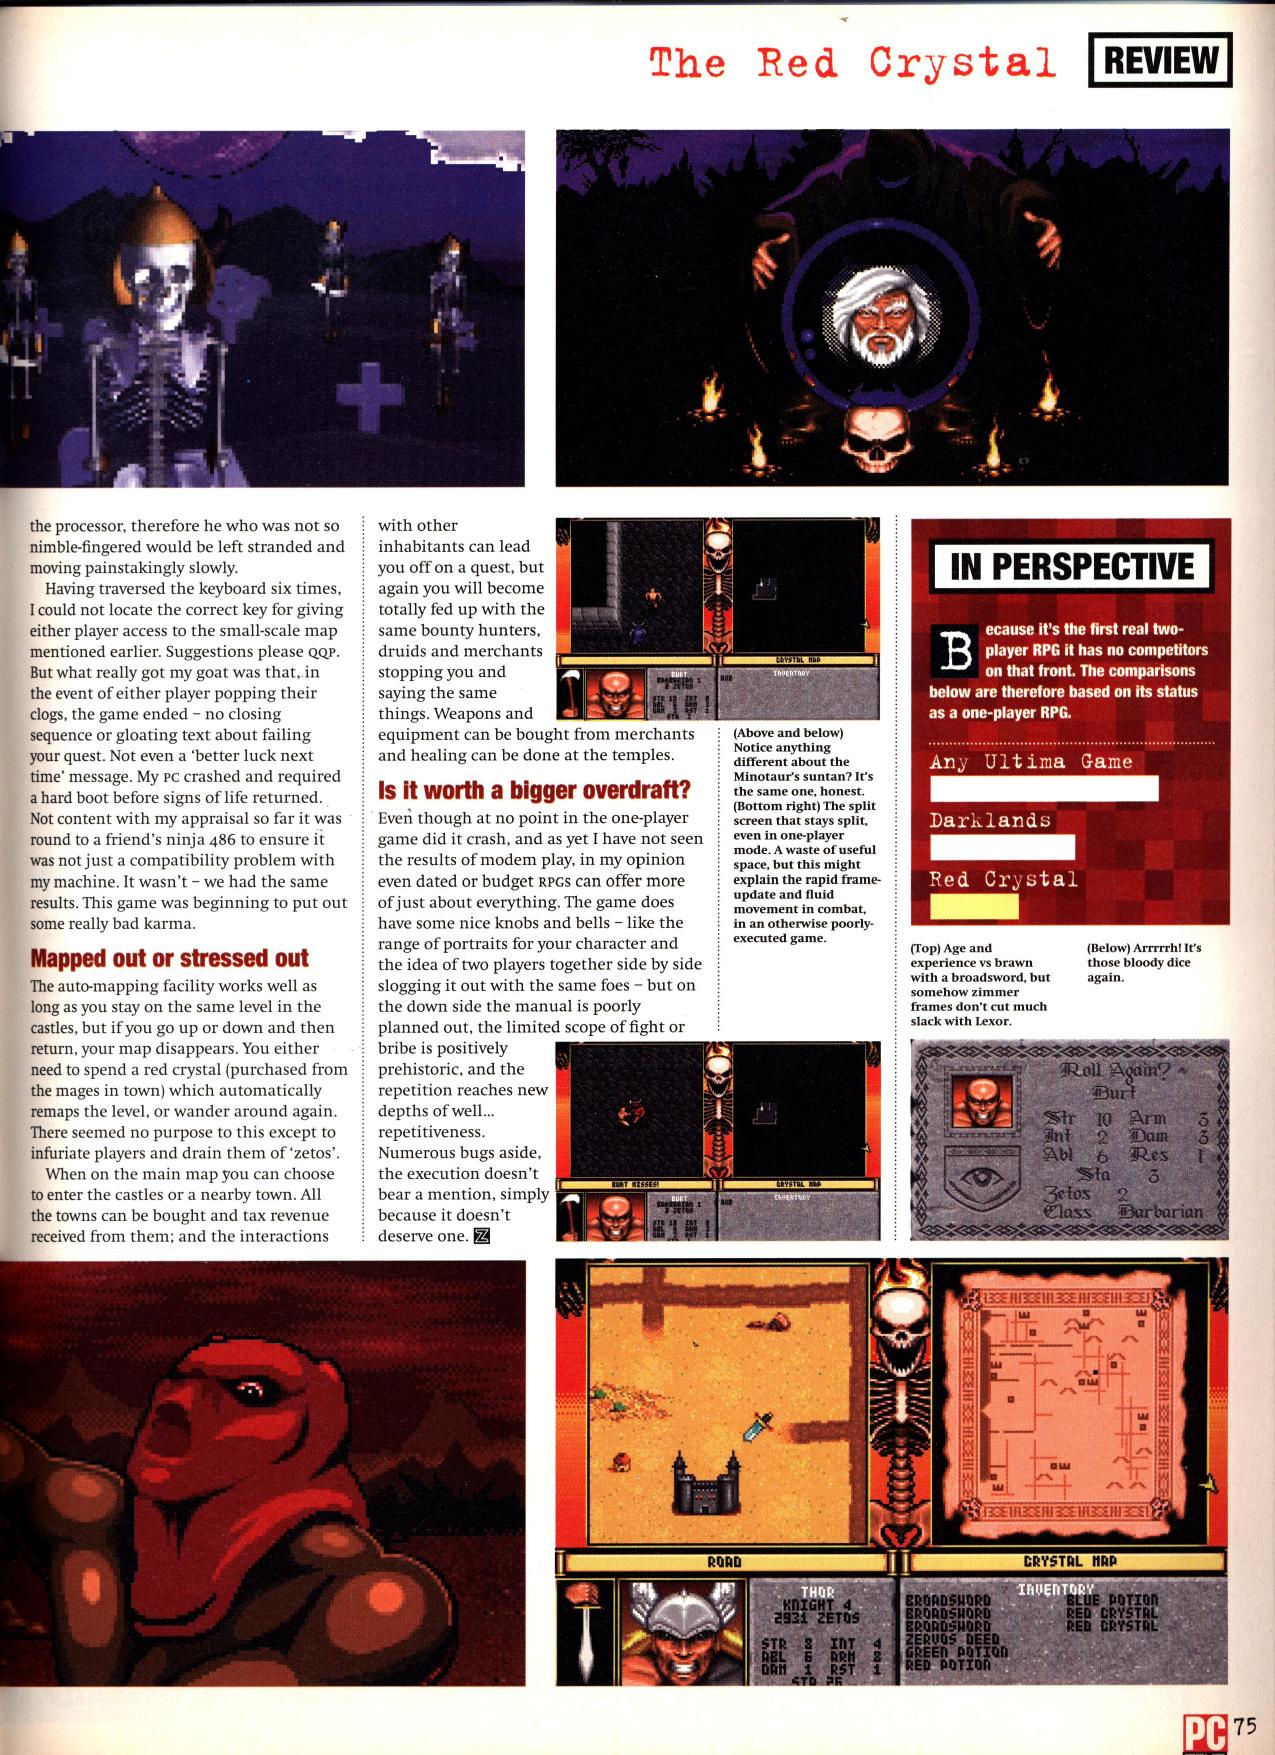 The Red Crystal REVIEW
the processor, therefore he who was not so
nimble-fingered would be left stranded and
moving painstakingly slowly.
Having traversed the keyboard six times,
I could not locate the correct key for giving
either player access to the small-scale map
mentioned earlier. Suggestions please QQP.
But what really got my goat was that, in
the event of either player popping their
clogs, the game ended – no closing
sequence or gloating text about failing
your quest. Not even a ‘better luck next
time’ message. My PC crashed and required
a hard boot before signs of life returned.
Not content with my appraisal so far it was
round to a friend's ninja 486 to ensure it
was not just a compatibility problem with
my machine. It wasn't – we had the same
results. This game was beginning to put out
some really bad karma.
Mapped out or stressed out
The auto-mapping facility works well as
long as you stay on the same level in the
castles, but if you go up or down and then
return, your map disappears. You either
need to spend a red crystal (purchased from
the mages in town) which automatically
remaps the level, or wander around again.
There seemed no purpose to this except to
infuriate players and drain them of ‘zetos’.
When on the main map you can choose
to enter the castles or a nearby town. All
the towns can be bought and tax revenue
received from them; and the interactions
with other
inhabitants can lead
you off on a quest, but
again you will become
totally fed up with the
same bounty hunters,
druids and merchants
stopping you and
saying the same
things. Weapons and
equipment can be bought from merchants
and healing can be done at the temples.
Is it worth a bigger overdraft?
Even though at no point in the one-player
game did it crash, and as yet I have not seen
the results of modem play, in my opinion
even dated or budget RPGs can offer more
of just about everything. The game does
have some nice knobs and bells – like the
range of portraits for your character and
the idea of two players together side by side
slogging it out with the same foes – but on
the down side the manual is poorly
planned out, the limited scope of fight or
bribe is positively
prehistoric, and the
repetition reaches new
depths of well...
repetitiveness.
Numerous bugs aside,
the execution doesn't
bear a mention, simply
because it doesn't
deserve one. Z
CRYSTAL MAP
BURT
BARBARIAN 1
2 ZETOS
AXE
INVENTORY
(Above and below)
Notice anything
different about the
Minotaur's suntan? It's
the same one, honest.
(Bottom right) The split
screen that stays split,
even in one-player
mode. A waste of useful
space, but this might
explain the rapid frame-
update and fluid
movement in combat,
in an otherwise poorly-
executed game.
BURT MISSES!
CRYSTAL MAP
BURT
BARBARIAN 1
2 ZETOS
AXE
INVENTORY
IN PERSPECTIVE
Because it's the first real two-
player RPG it has no competitors
on that front. The comparisons
below are therefore based on its status
as a one-player RPG.
Any Ultima Game
Darklands
Red Crystal
(Top) Age and
experience vs brawn
with a broadsword, but
somehow zimmer
frames don't cut much
slack with Lexor.
(Below) Arrrrrh! It's
those bloody dice
again.
Roll Again?
Burt
Str 10 Arm 3
Int 2 Dam 3
Abl 6 Res 1
Sta 3
Zetos 2
Class Barbarian
ROAD
CRYSTAL MAP
THOR
KNIGHT 4
2931 ZETOS
STR 8 INT 4
ABL 6 ARM 8
DAM 1 RST 1
INVENTORY
BROADSWORD BLUE POTION
BROADSWORD RED CRYSTAL
BROADSWORD RED CRYSTAL
ZERVOS DEED
GREEN POTION
RED POTION
PC 75